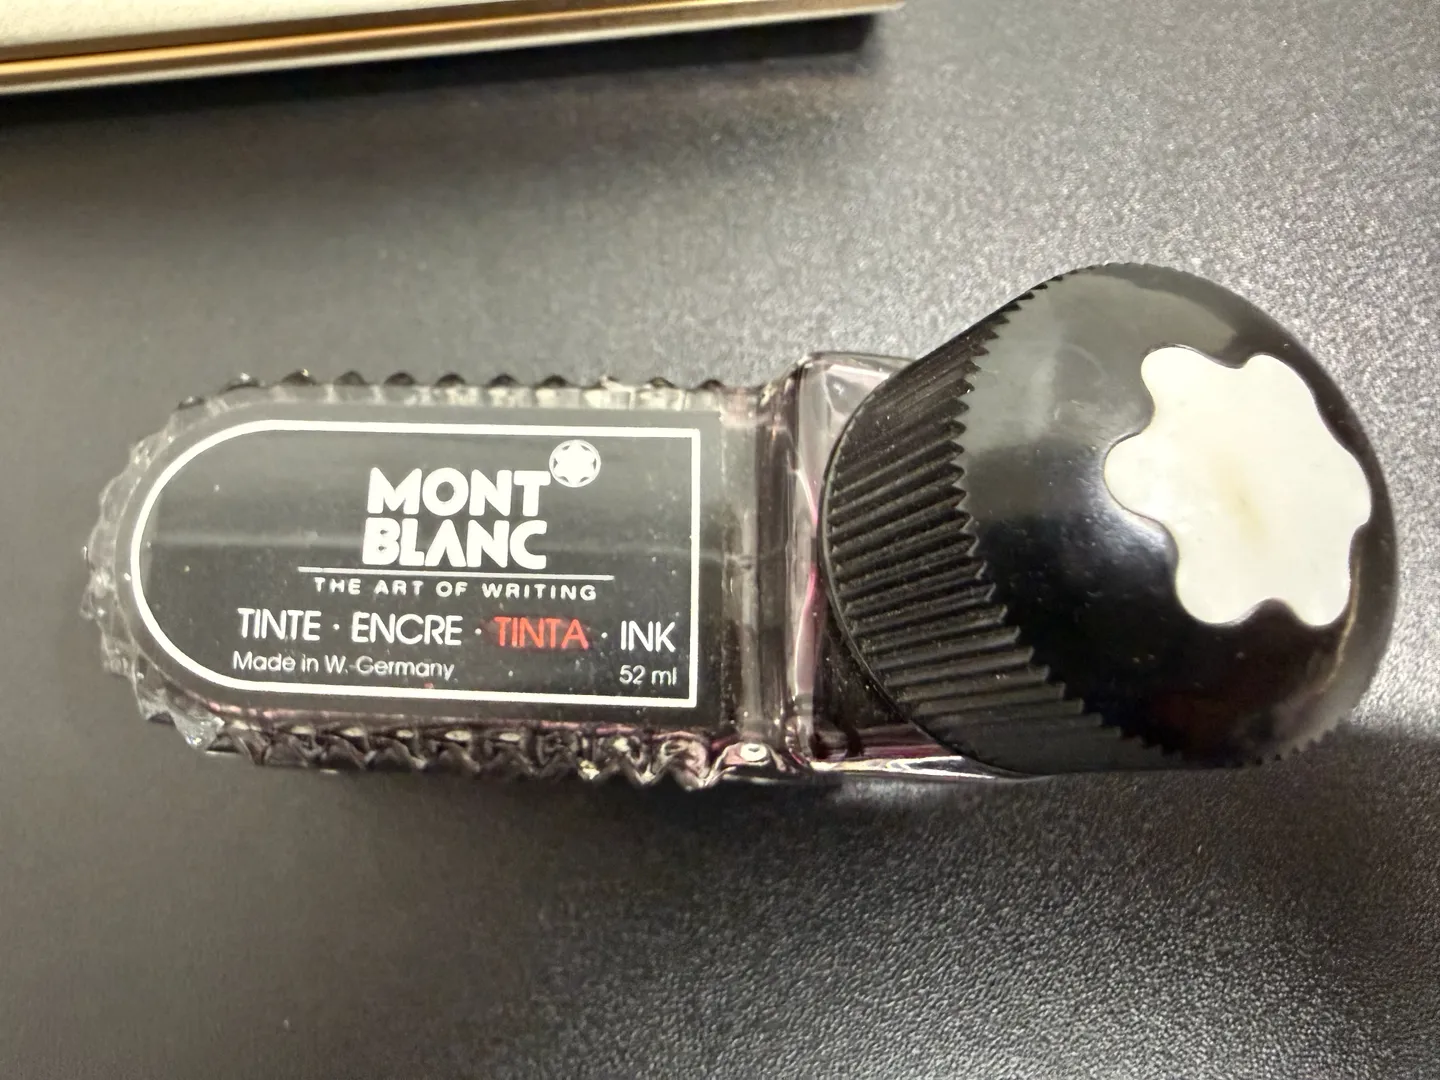 MONT
BLANC
THE ART OF WRITING
TINTE · ENCRE · TINTA · INK
Made in W. Germany 52 ml